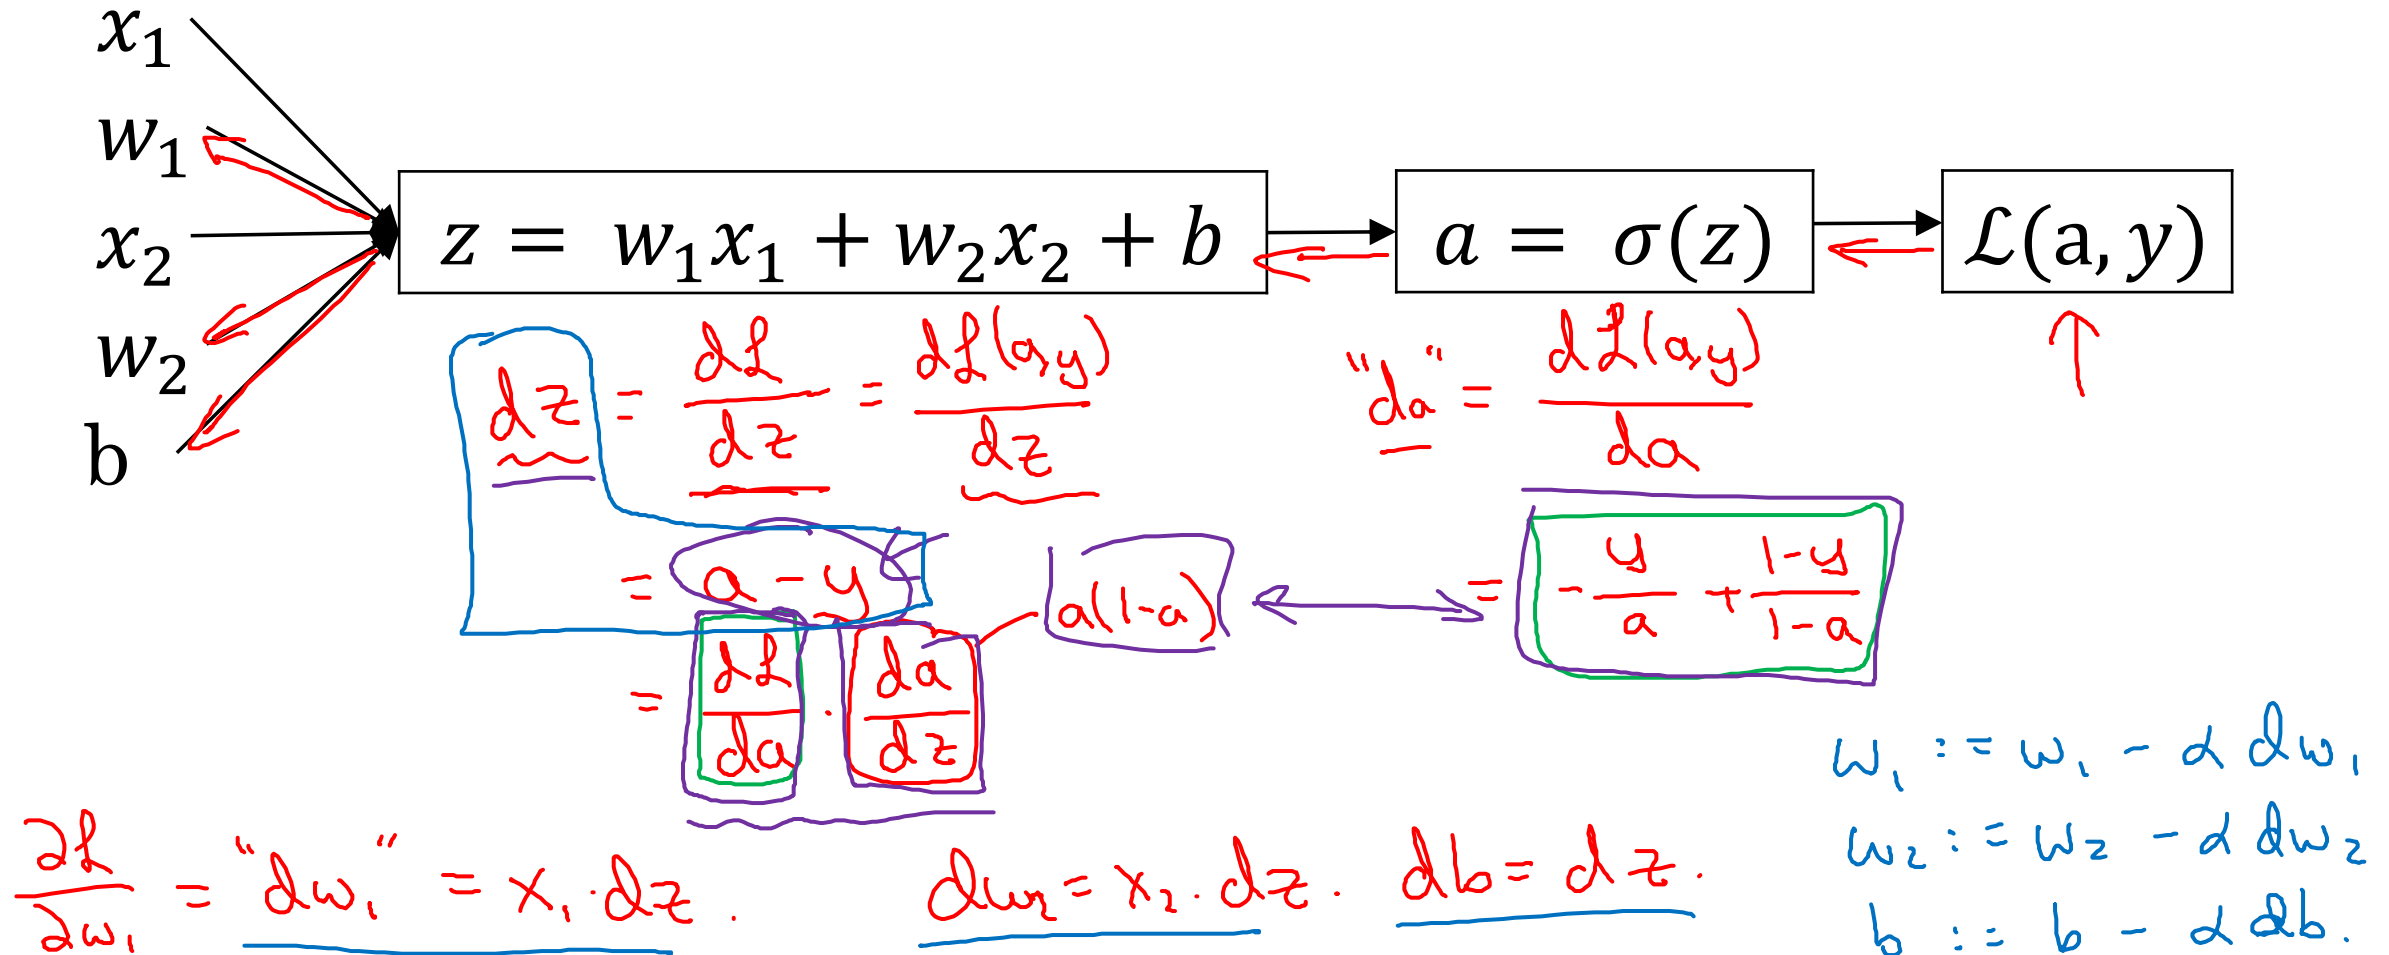 x₁
w₁
x₂
w₂
b
z = w₁x₁ + w₂x₂ + b
a = σ(z)
ℒ(a, y)
dz = dℒ/dz = dℒ(a,y)/dz
= a - y
= dℒ/da · da/dz
a(1-a)
"da" = dℒ(a,y)/da
= - y/a + (1-y)/(1-a)
∂ℒ/∂w₁ = "dw₁" = x₁·dz.
dw₂ = x₂·dz.
db = dz.
w₁ := w₁ - α dw₁
w₂ := w₂ - α dw₂
b := b - α db.